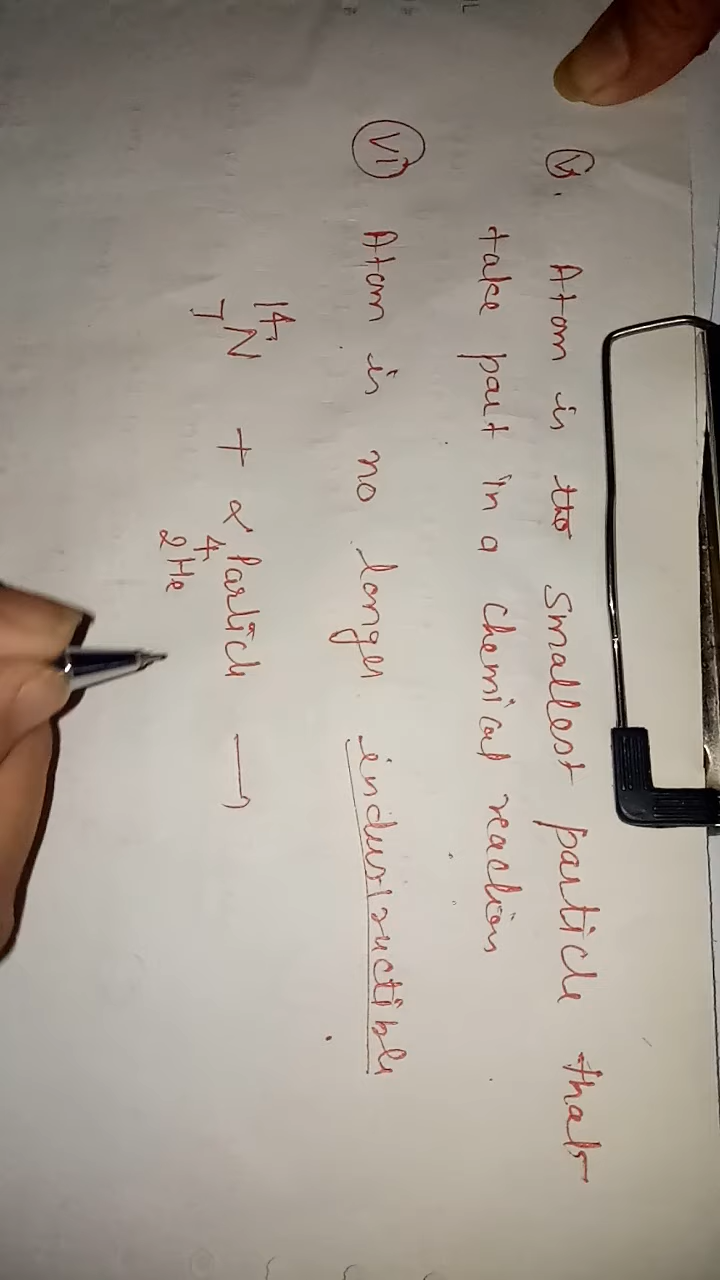 V. Atom is the smallest particle that
take part in a chemical reaction
VI Atom is no longer industructible
14 7 N + α Particle →
4 2 He